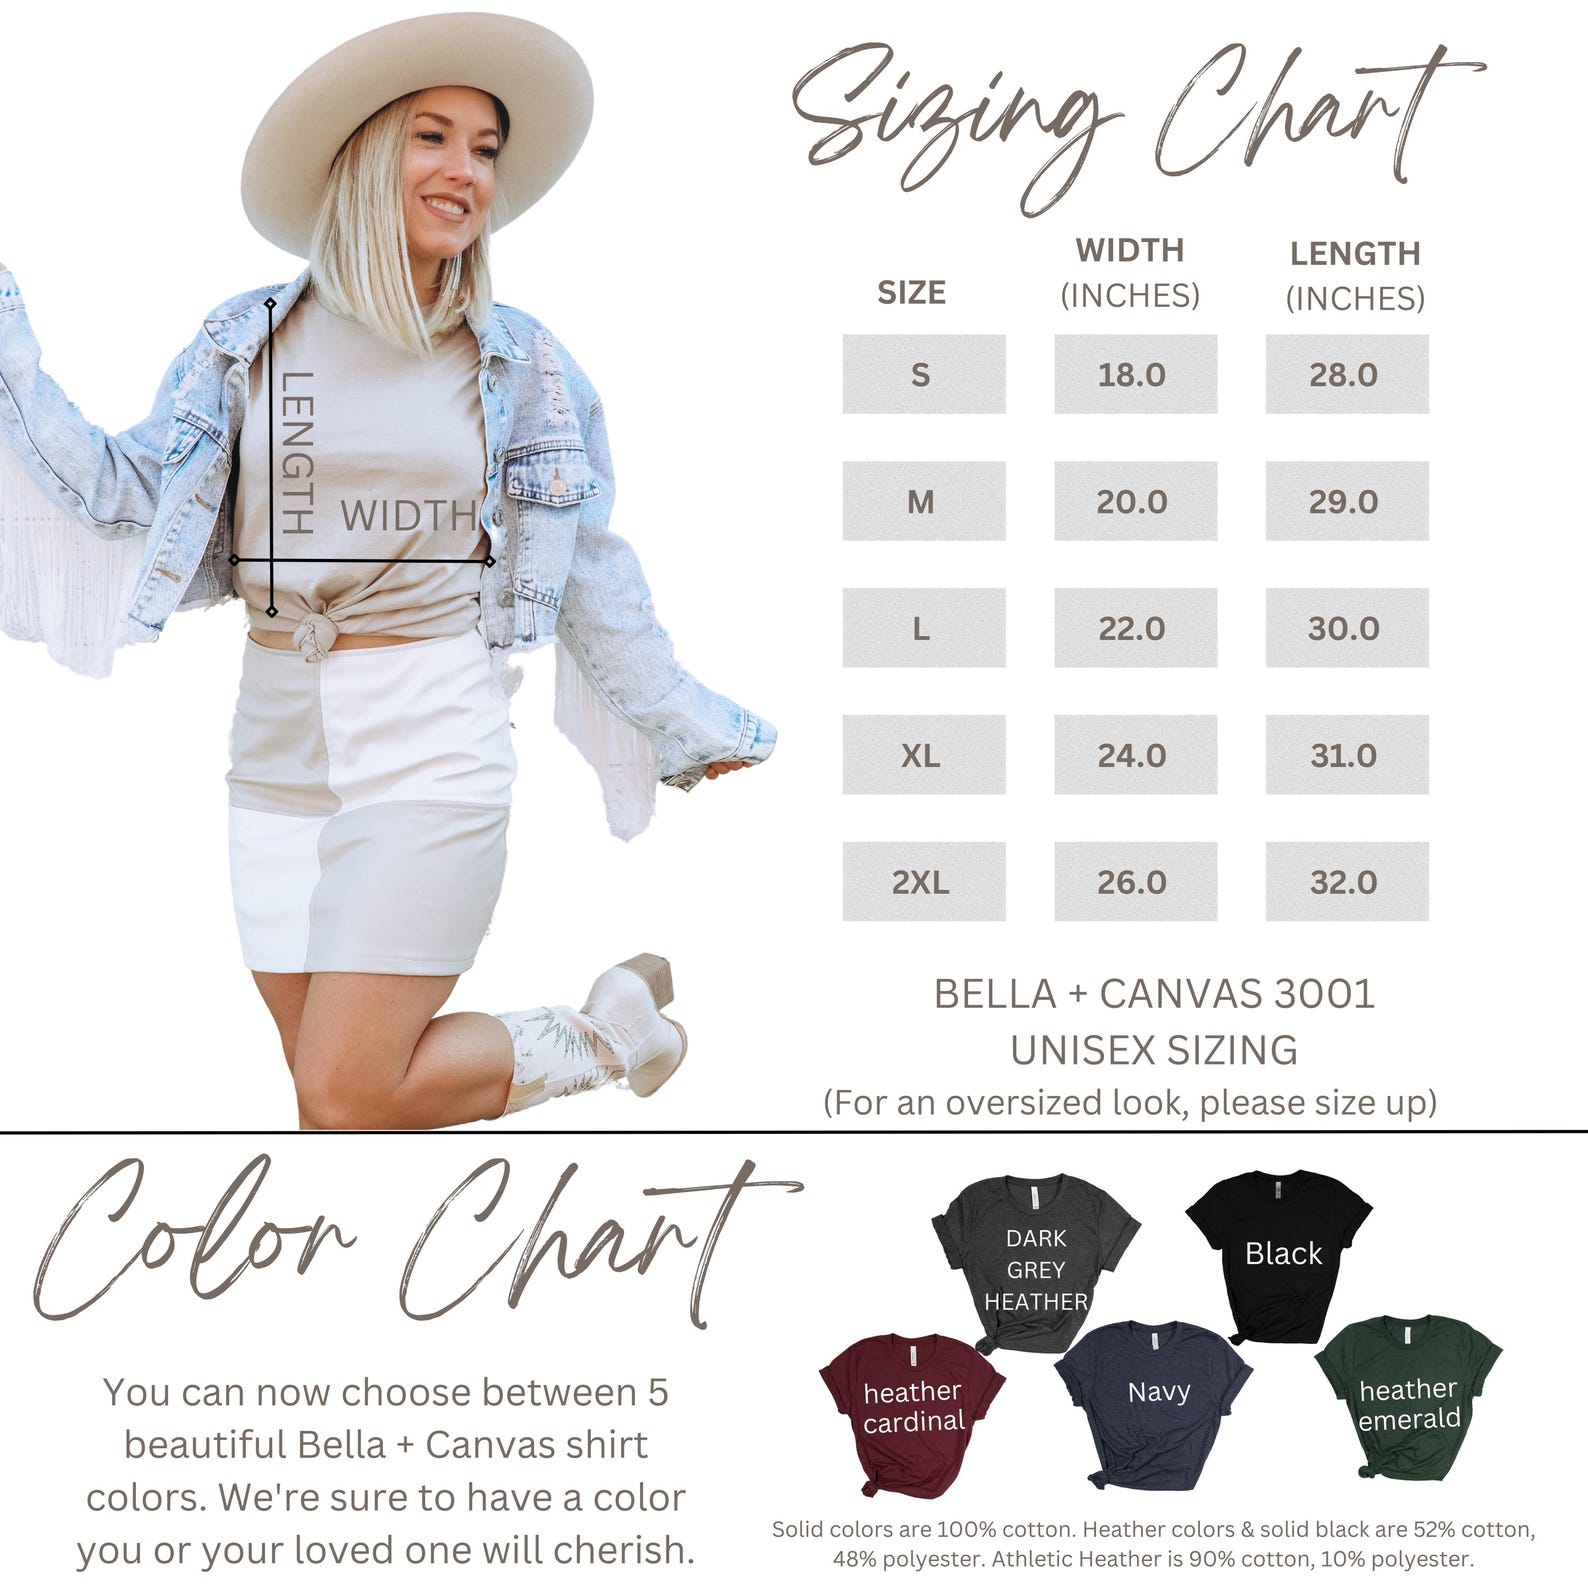 Sizing Chart
SIZE
WIDTH
(INCHES)
LENGTH
(INCHES)
S 18.0 28.0
M 20.0 29.0
L 22.0 30.0
XL 24.0 31.0
2XL 26.0 32.0
LENGTH
WIDTH
BELLA + CANVAS 3001
UNISEX SIZING
(For an oversized look, please size up)
Color Chart
You can now choose between 5
beautiful Bella + Canvas shirt
colors. We're sure to have a color
you or your loved one will cherish.
DARK
GREY
HEATHER
Black
heather
cardinal
Navy
heather
emerald
Solid colors are 100% cotton. Heather colors & solid black are 52% cotton,
48% polyester. Athletic Heather is 90% cotton, 10% polyester.